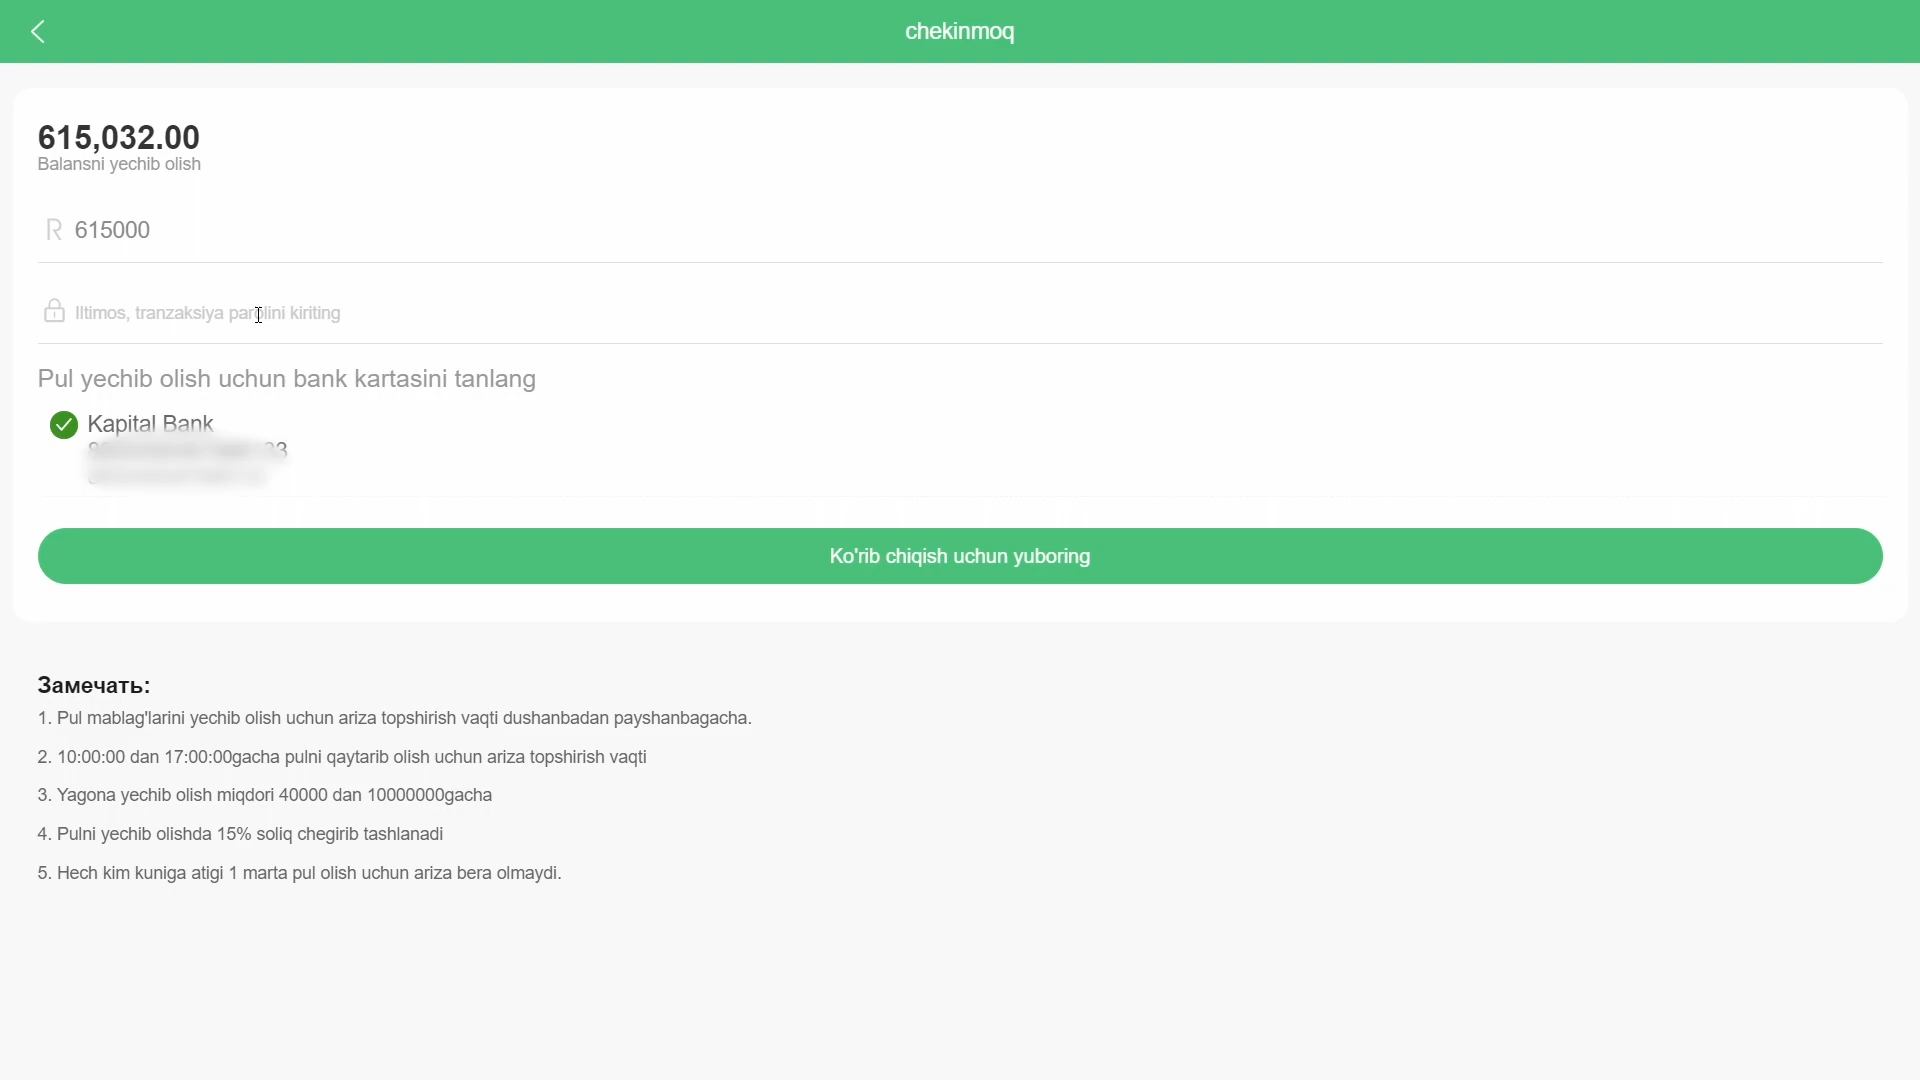 chekinmoq
615,032.00
Balansni yechib olish
R 615000
Iltimos, tranzaksiya parolini kiriting
Pul yechib olish uchun bank kartasini tanlang
Kapital Bank
Ko'rib chiqish uchun yuboring
Замечать:
1. Pul mablag'larini yechib olish uchun ariza topshirish vaqti dushanbadan payshanbagacha.
2. 10:00:00 dan 17:00:00gacha pulni qaytarib olish uchun ariza topshirish vaqti
3. Yagona yechib olish miqdori 40000 dan 10000000gacha
4. Pulni yechib olishda 15% soliq chegirib tashlanadi
5. Hech kim kuniga atigi 1 marta pul olish uchun ariza bera olmaydi.